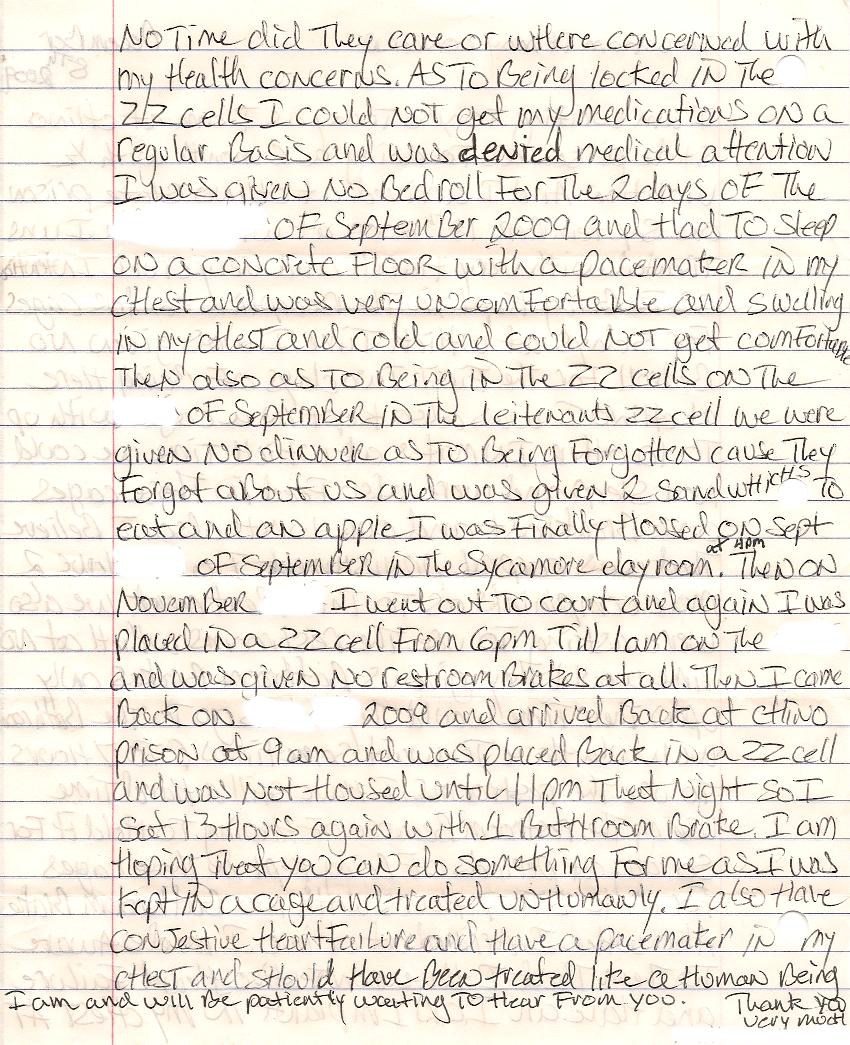 NO Time did They care or wHere concerned with
my Health concerns. AS TO Being locked IN The
ZZ cells I could NOT get my medications ON a
regular Basis and was denied medical attention
I was given NO Bedroll FOR The 2 days OF The
OF SepTemBer 2009 and Had TO Sleep
ON a CONCRETE FLOOR with a pacemaker IN my
cHest and was very UNcomFortaBle and swelling
IN my cHEST and cold and could NOT get comFortable
THEN also as TO Being IN The ZZ cells ON The
OF SepTEMBER IN The leitenants ZZ cell we were
given NO dinner as TO Being Forgotten cause They
Forgot aBout us and was given 2 SandwHicHS TO
eat and an apple I was Finally Housed ON Sept
OF SepTEMBER IN THE Sycamore dayroom. at 4pm THEN ON
NovemBer I went out TO court and again I was
placed IN a ZZ cell From 6pm Till 1am on The
and was given NO restroom Brakes at all. THEN I came
Back on 2009 and arrived Back at CHINO
prison at 9am and was placed Back IN a ZZ cell
and was Not Housed Until 11pm That Night so I
Sat 13 Hours again with 1 BatHroom Brake. I am
Hoping That you can do something For me as I was
Kept IN a cage and treated unHumanly. I also Have
CONJestive HeartFailure and Have a pacemaker IN my
cHEST and sHould Have Been treated like a Human Being
I am and will Be patiently waiting TO Hear From you. Thank you
very mucH